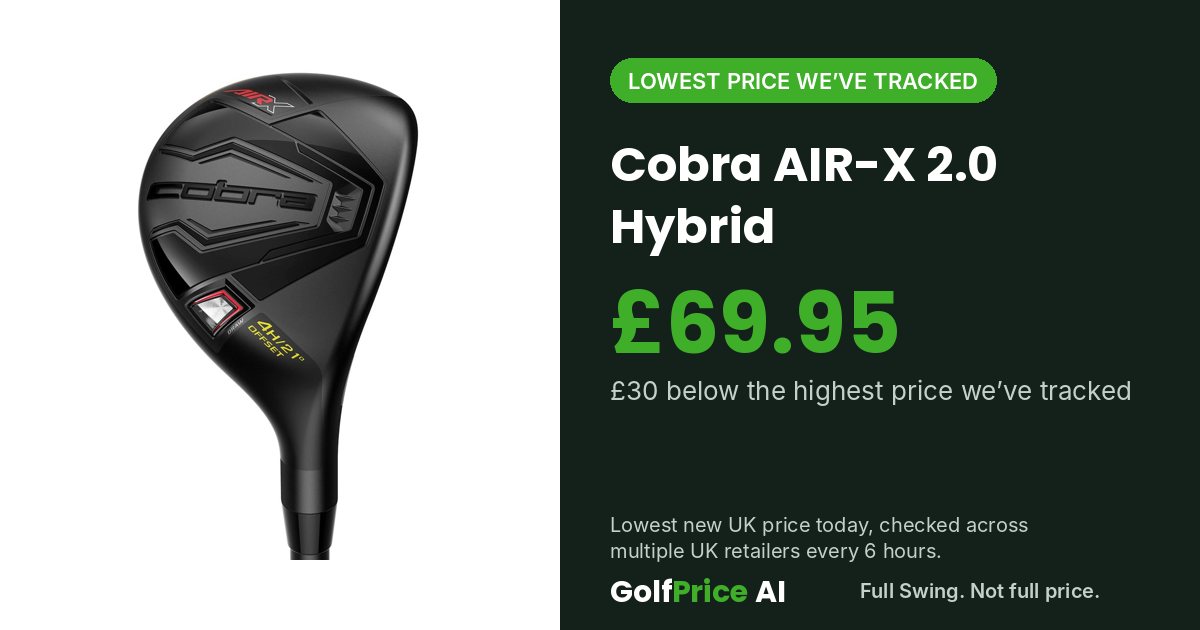 AIRX
cobra
DRAW
4H/21°
OFFSET
LOWEST PRICE WE’VE TRACKED
Cobra AIR-X 2.0
Hybrid
£69.95
£30 below the highest price we’ve tracked
Lowest new UK price today, checked across
multiple UK retailers every 6 hours.
GolfPrice AI
Full Swing. Not full price.